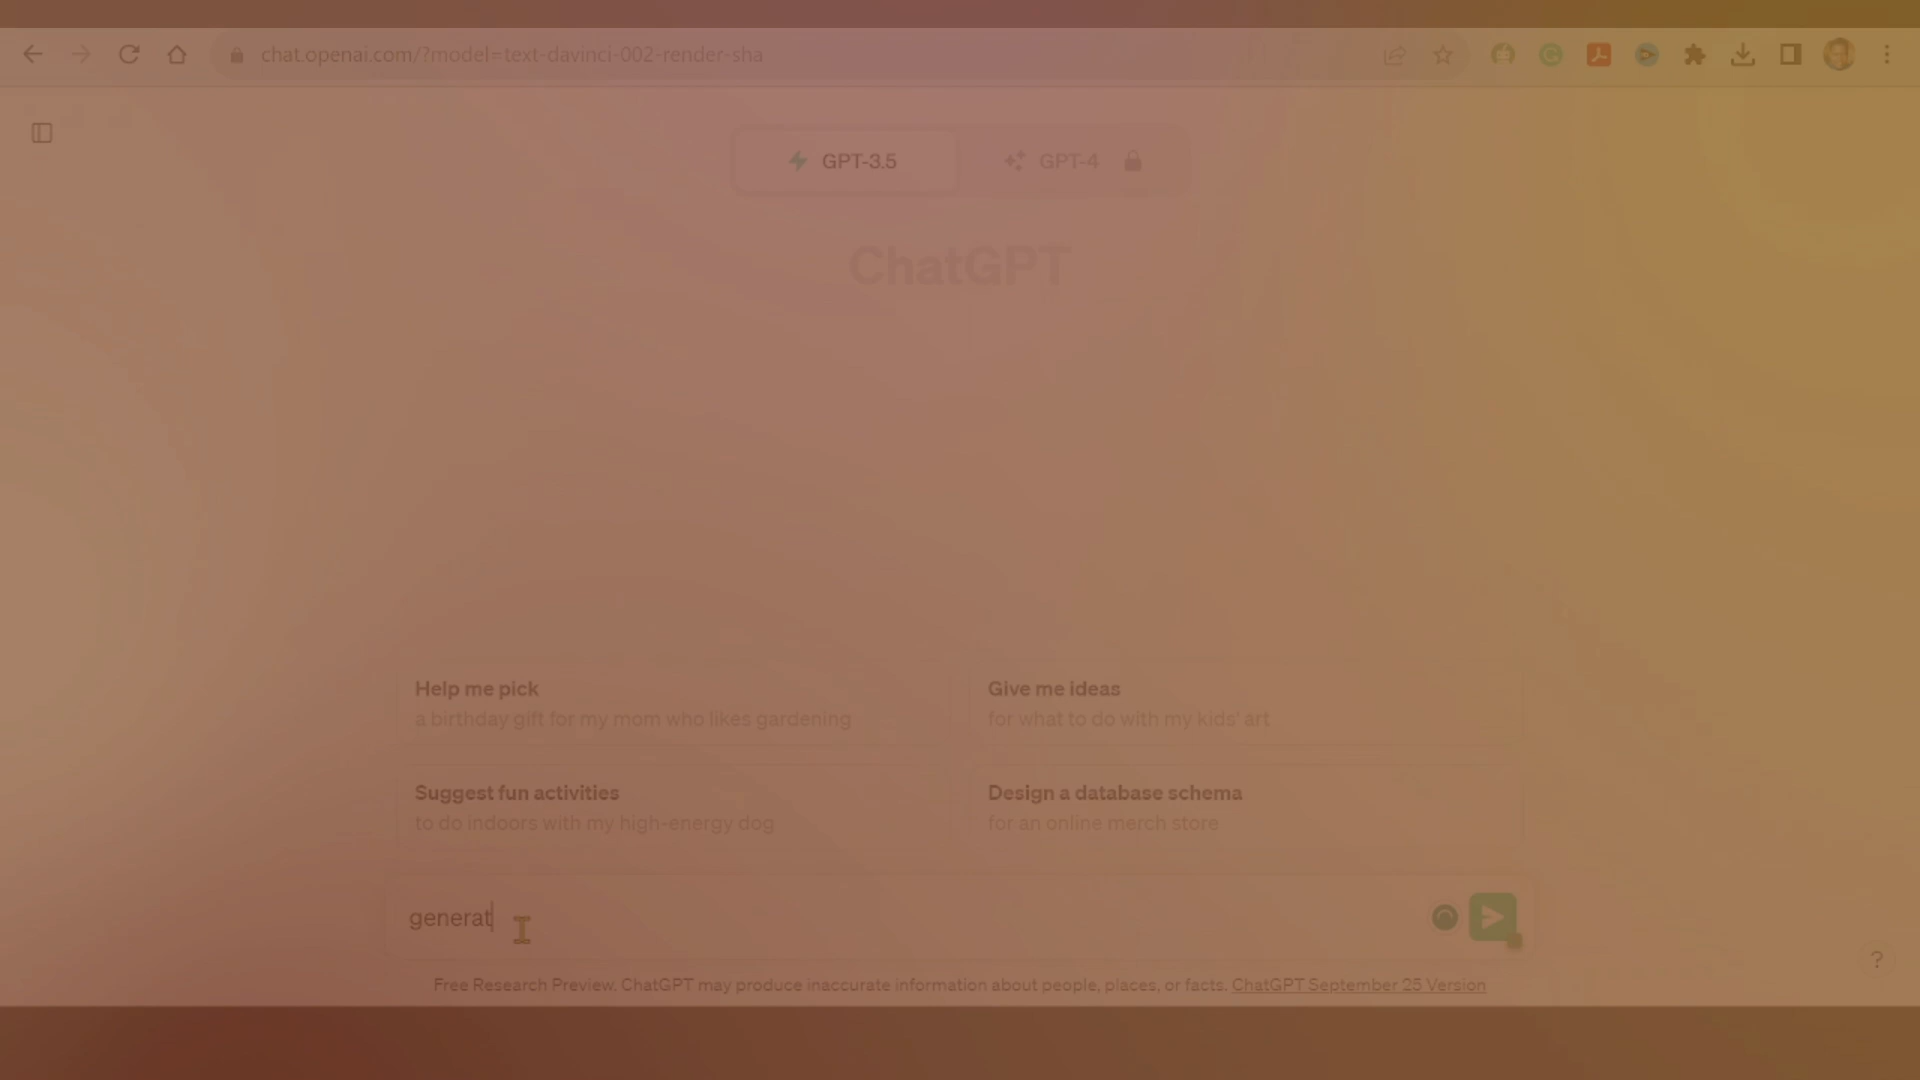 chat.openai.com/?model=text-davinci-002-render-sha
GPT-3.5
GPT-4
ChatGPT
Help me pick
a birthday gift for my mom who likes gardening
Give me ideas
for what to do with my kids' art
Suggest fun activities
to do indoors with my high-energy dog
Design a database schema
for an online merch store
generat
?
Free Research Preview. ChatGPT may produce inaccurate information about people, places, or facts. ChatGPT September 25 Version